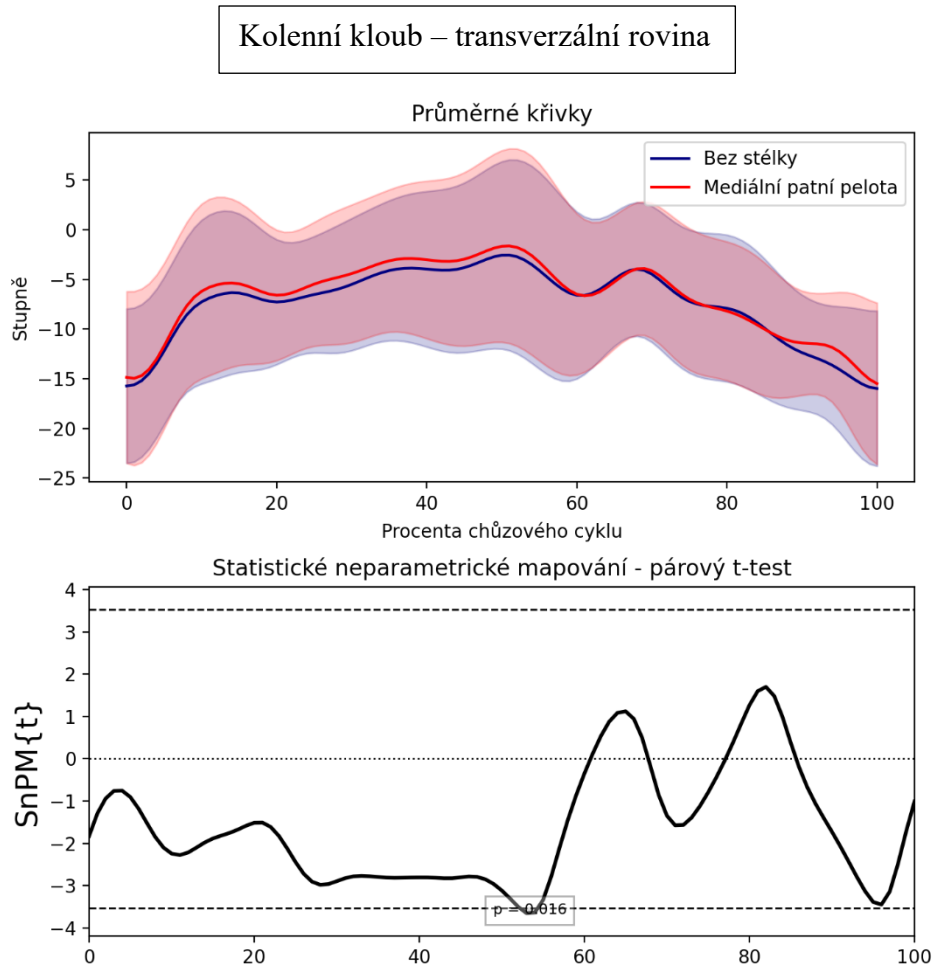 Kolenní kloub – transverzální rovina
Průměrné křivky
Bez stélky
Mediální patní pelota
Stupně
5
0
−5
−10
−15
−20
−25
0 20 40 60 80 100
Procenta chůzového cyklu
Statistické neparametrické mapování - párový t-test
SnPM{t}
4
3
2
1
0
−1
−2
−3
−4
p = 0.016
0 20 40 60 80 100